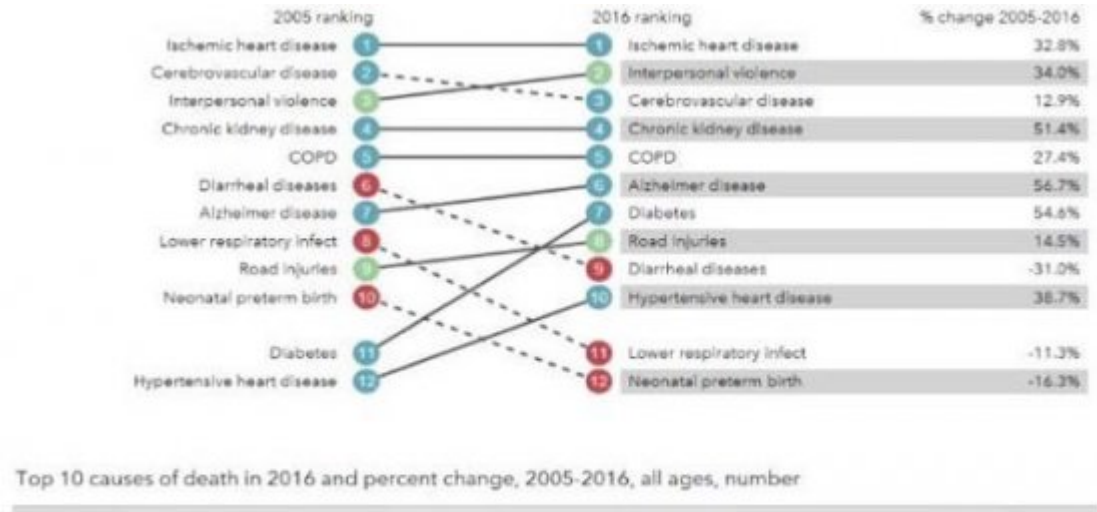 2005 ranking 2016 ranking % change 2005-2016
Ischemic heart disease 1 1 Ischemic heart disease 32.8%
Cerebrovascular disease 2 2 Interpersonal violence 34.0%
Interpersonal violence 3 3 Cerebrovascular disease 12.9%
Chronic kidney disease 4 4 Chronic kidney disease 51.4%
COPD 5 5 COPD 27.4%
Diarrheal diseases 6 6 Alzheimer disease 56.7%
Alzheimer disease 7 7 Diabetes 54.6%
Lower respiratory infect 8 8 Road injuries 14.5%
Road injuries 9 9 Diarrheal diseases -31.0%
Neonatal preterm birth 10 10 Hypertensive heart disease 38.7%
Diabetes 11 11 Lower respiratory infect -11.3%
Hypertensive heart disease 12 12 Neonatal preterm birth -16.3%
Top 10 causes of death in 2016 and percent change, 2005-2016, all ages, number